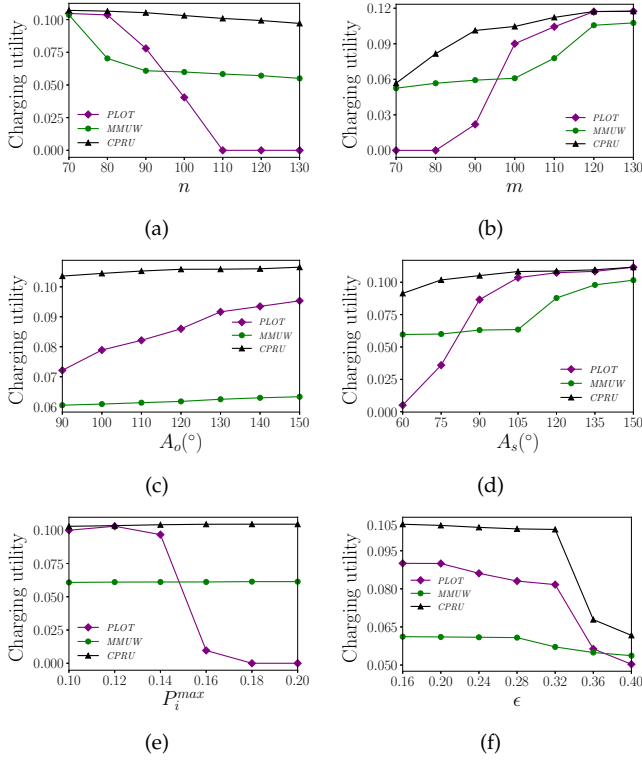 Charging utility
0.100
0.075
0.050
0.025
0.000
PLOT
MMUW
CPRU
70 80 90 100 110 120 130
n
(a)
Charging utility
0.12
0.09
0.06
0.03
0.00
PLOT
MMUW
CPRU
70 80 90 100 110 120 130
m
(b)
Charging utility
0.10
0.09
0.08
0.07
0.06
PLOT
MMUW
CPRU
90 100 110 120 130 140 150
A_o(°)
(c)
Charging utility
0.100
0.075
0.050
0.025
0.000
PLOT
MMUW
CPRU
60 75 90 105 120 135 150
A_s(°)
(d)
Charging utility
0.100
0.075
0.050
0.025
0.000
PLOT
MMUW
CPRU
0.10 0.12 0.14 0.16 0.18 0.20
P_i^{max}
(e)
Charging utility
0.105
0.095
0.080
0.065
0.050
PLOT
MMUW
CPRU
0.16 0.20 0.24 0.28 0.32 0.36 0.40
ϵ
(f)